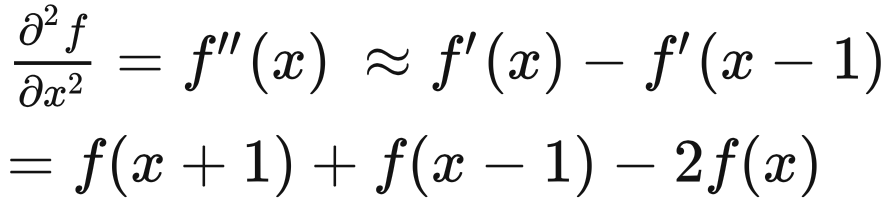 ∂²f/∂x² = f′′(x) ≈ f′(x) − f′(x − 1)
= f(x + 1) + f(x − 1) − 2f(x)